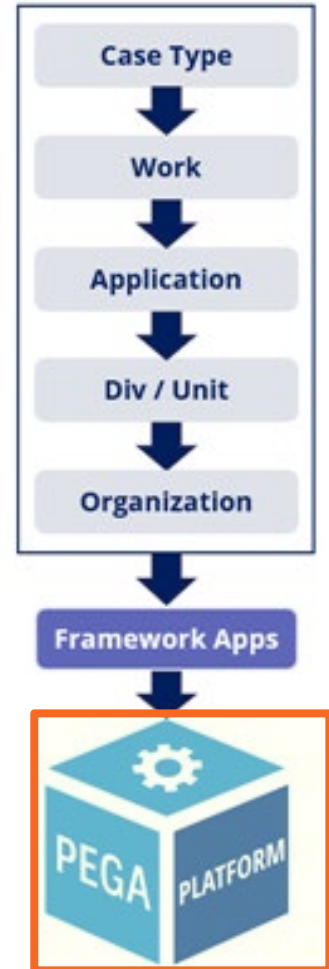 Case Type
Work
Application
Div / Unit
Organization
Framework Apps
PEGA
PLATFORM